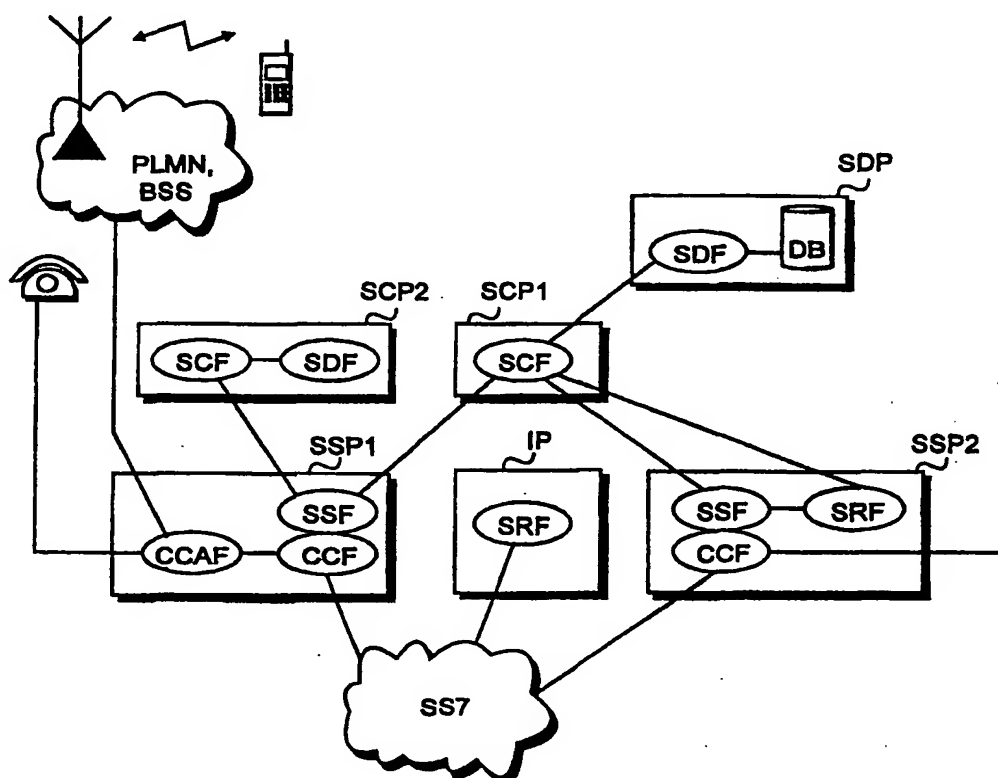 PLMN,
BSS
SDP
SDF
DB
SCP2
SCP1
SCF
SDF
SCF
SSP1
IP
SSP2
SSF
SRF
SSF
SRF
CCAF
CCF
CCF
SS7